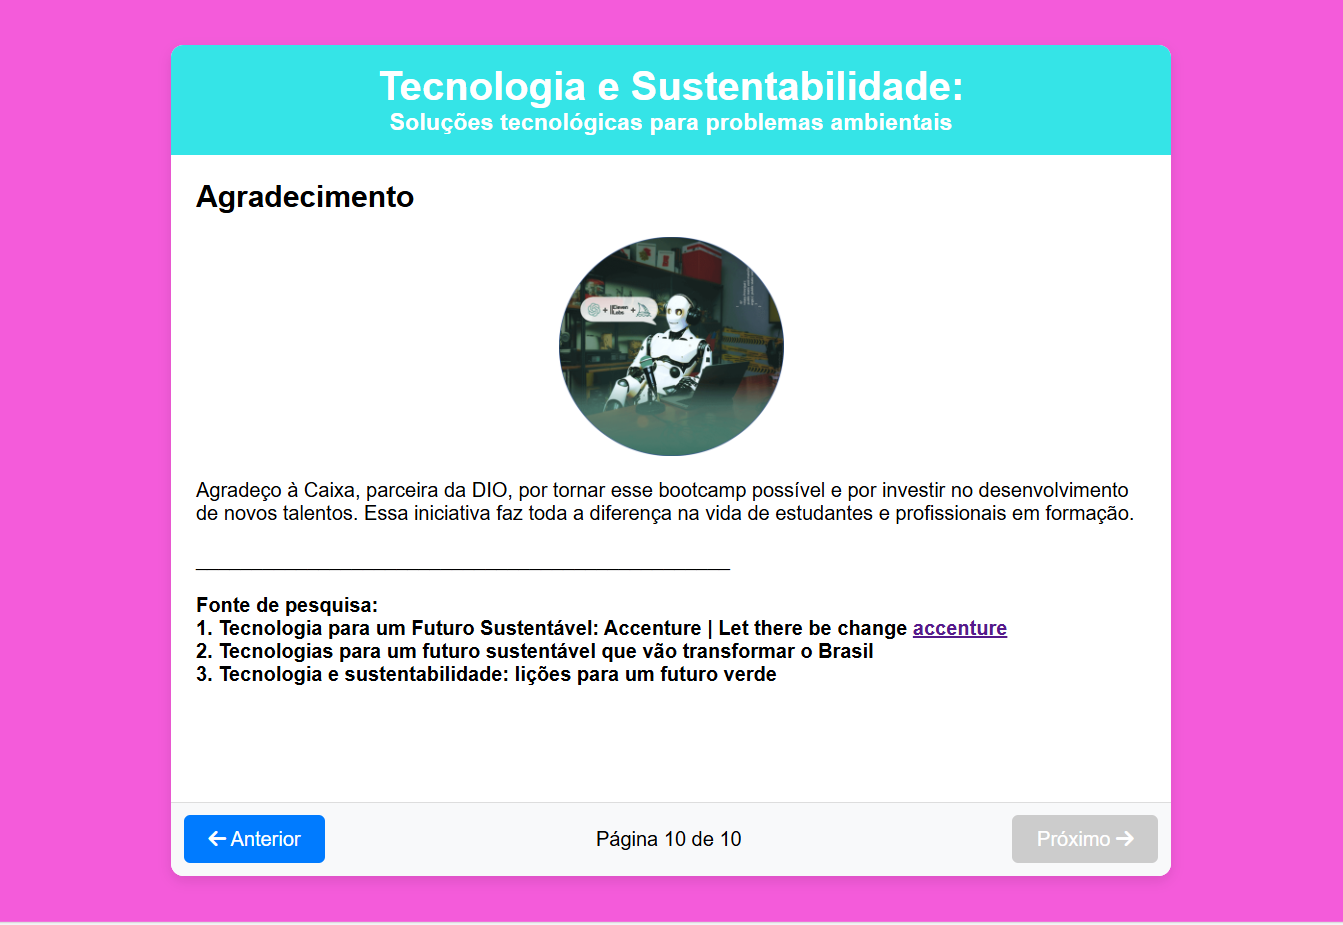 Tecnologia e Sustentabilidade:
Soluções tecnológicas para problemas ambientais
Agradecimento
+ Eleven Labs +
Agradeço à Caixa, parceira da DIO, por tornar esse bootcamp possível e por investir no desenvolvimento
de novos talentos. Essa iniciativa faz toda a diferença na vida de estudantes e profissionais em formação.
Fonte de pesquisa:
1. Tecnologia para um Futuro Sustentável: Accenture | Let there be change accenture
2. Tecnologias para um futuro sustentável que vão transformar o Brasil
3. Tecnologia e sustentabilidade: lições para um futuro verde
← Anterior
Página 10 de 10
Próximo →